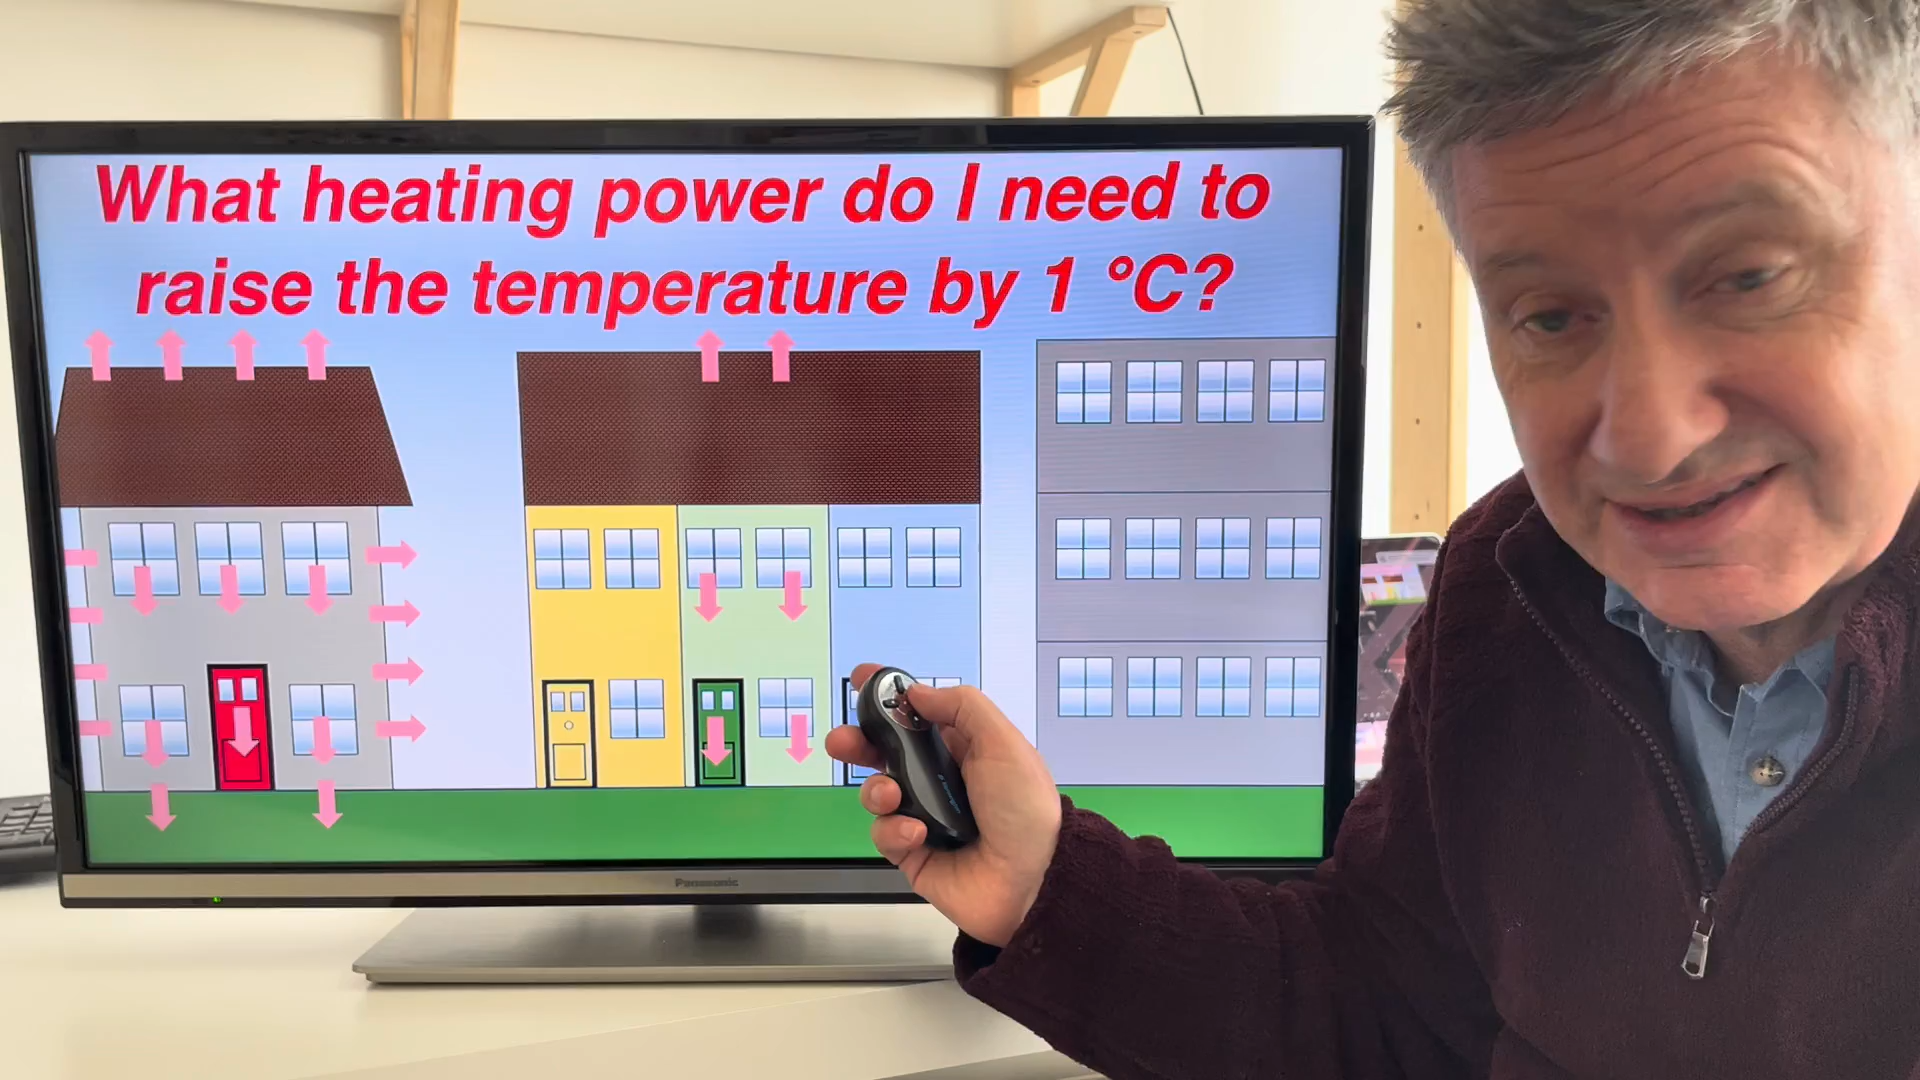 What heating power do I need to
raise the temperature by 1 °C?
Panasonic